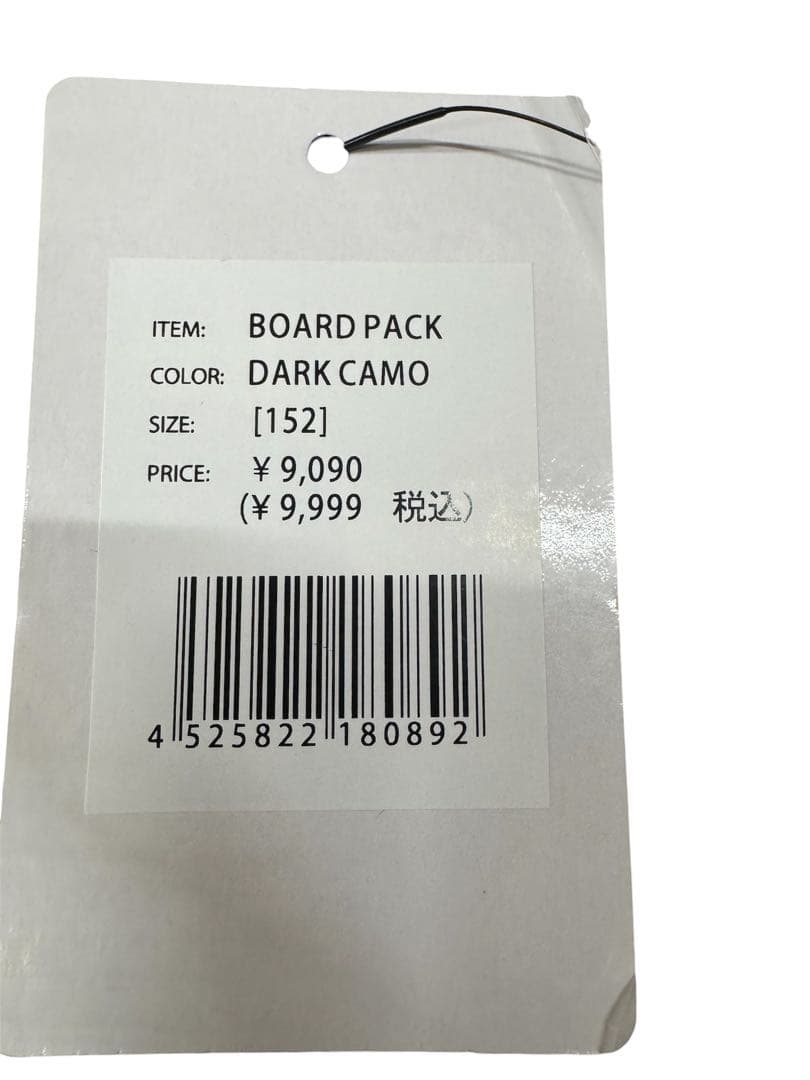 ITEM: BOARD PACK
COLOR: DARK CAMO
SIZE: [152]
PRICE: ¥ 9,090
(¥ 9,999 税込)
4 525822 180892